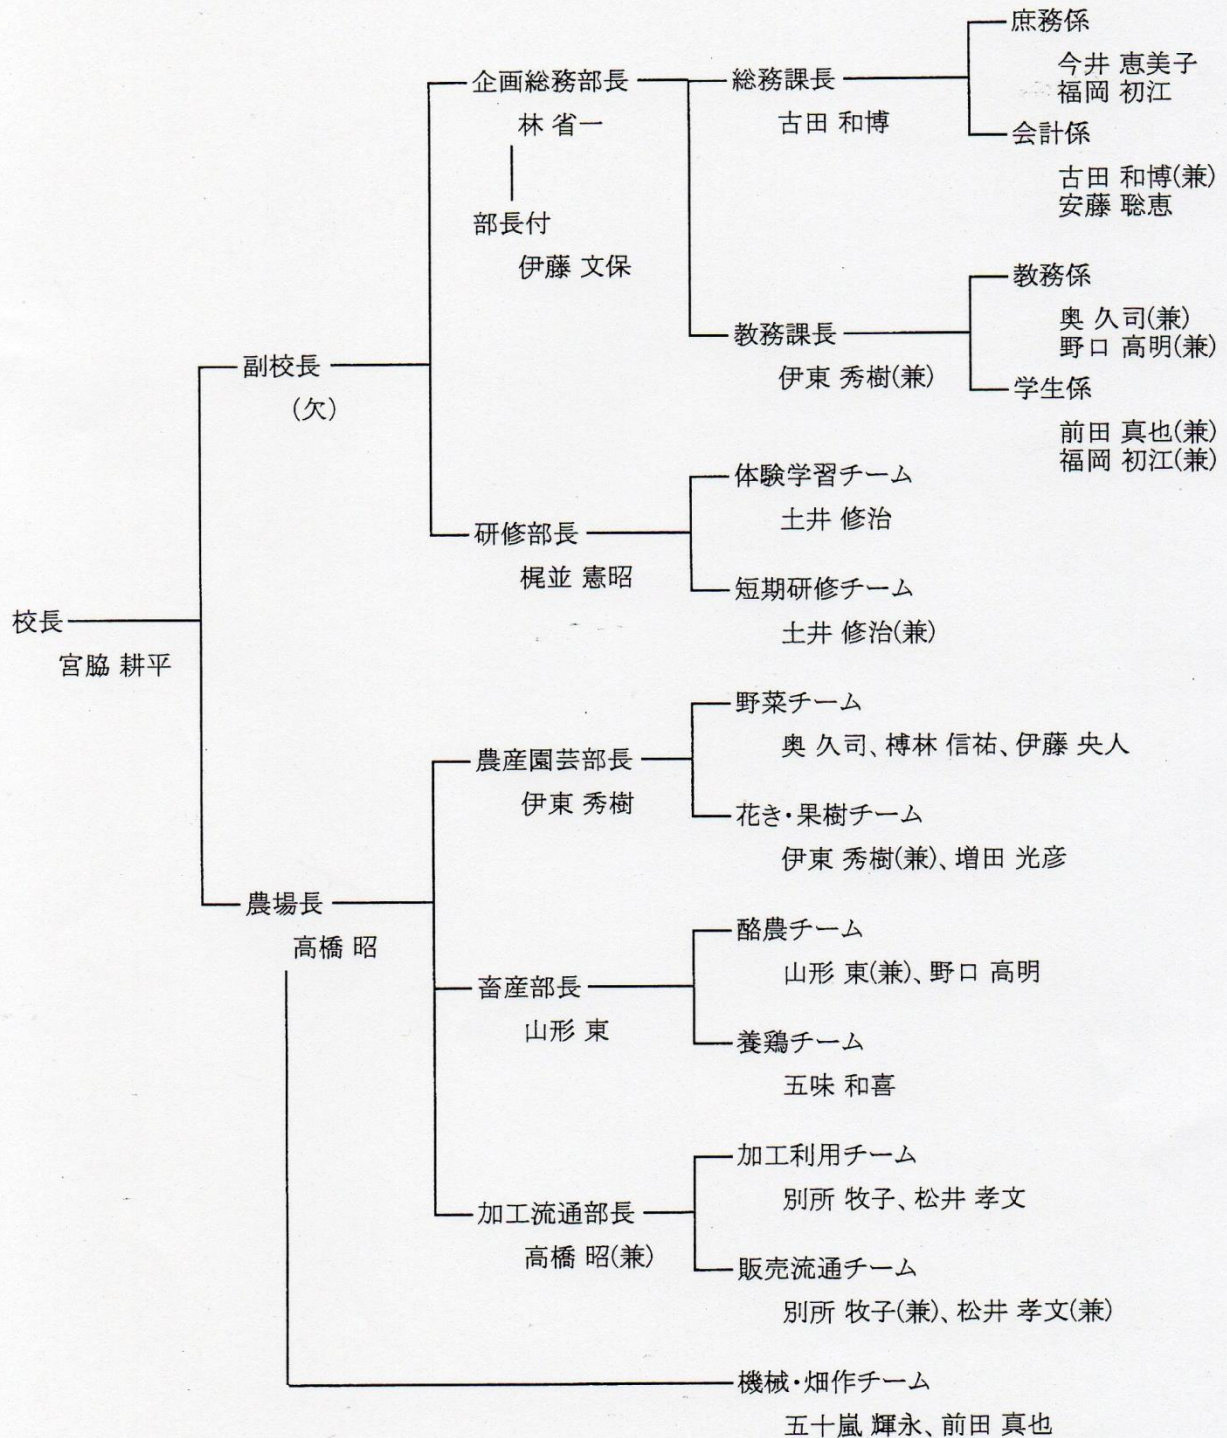 校長
宮脇 耕平
副校長
(欠)
企画総務部長
林 省一
部長付
伊藤 文保
総務課長
古田 和博
庶務係
今井 恵美子
福岡 初江
会計係
古田 和博(兼)
安藤 聡恵
教務課長
伊東 秀樹(兼)
教務係
奥 久司(兼)
野口 高明(兼)
学生係
前田 真也(兼)
福岡 初江(兼)
研修部長
梶並 憲昭
体験学習チーム
土井 修治
短期研修チーム
土井 修治(兼)
農場長
高橋 昭
農産園芸部長
伊東 秀樹
野菜チーム
奥 久司、榑林 信祐、伊藤 央人
花き・果樹チーム
伊東 秀樹(兼)、増田 光彦
畜産部長
山形 東
酪農チーム
山形 東(兼)、野口 高明
養鶏チーム
五味 和喜
加工流通部長
高橋 昭(兼)
加工利用チーム
別所 牧子、松井 孝文
販売流通チーム
別所 牧子(兼)、松井 孝文(兼)
機械・畑作チーム
五十嵐 輝永、前田 真也